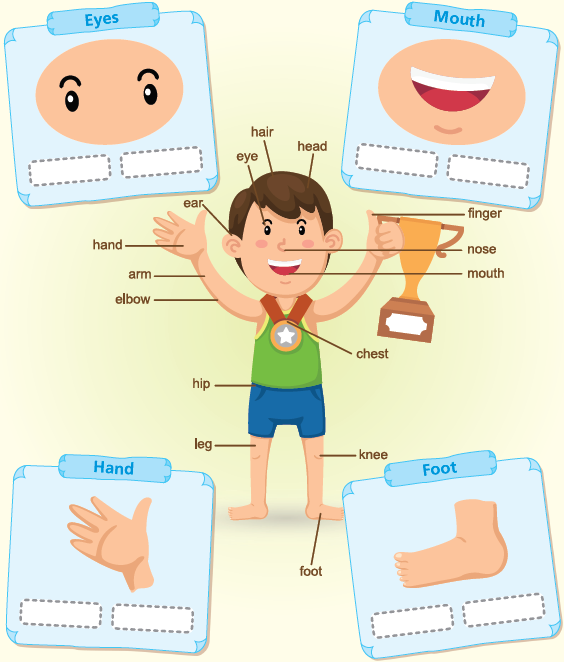 Eyes
Mouth
hair
head
eye
ear
finger
hand
nose
arm
mouth
elbow
chest
hip
leg
knee
Hand
Foot
foot